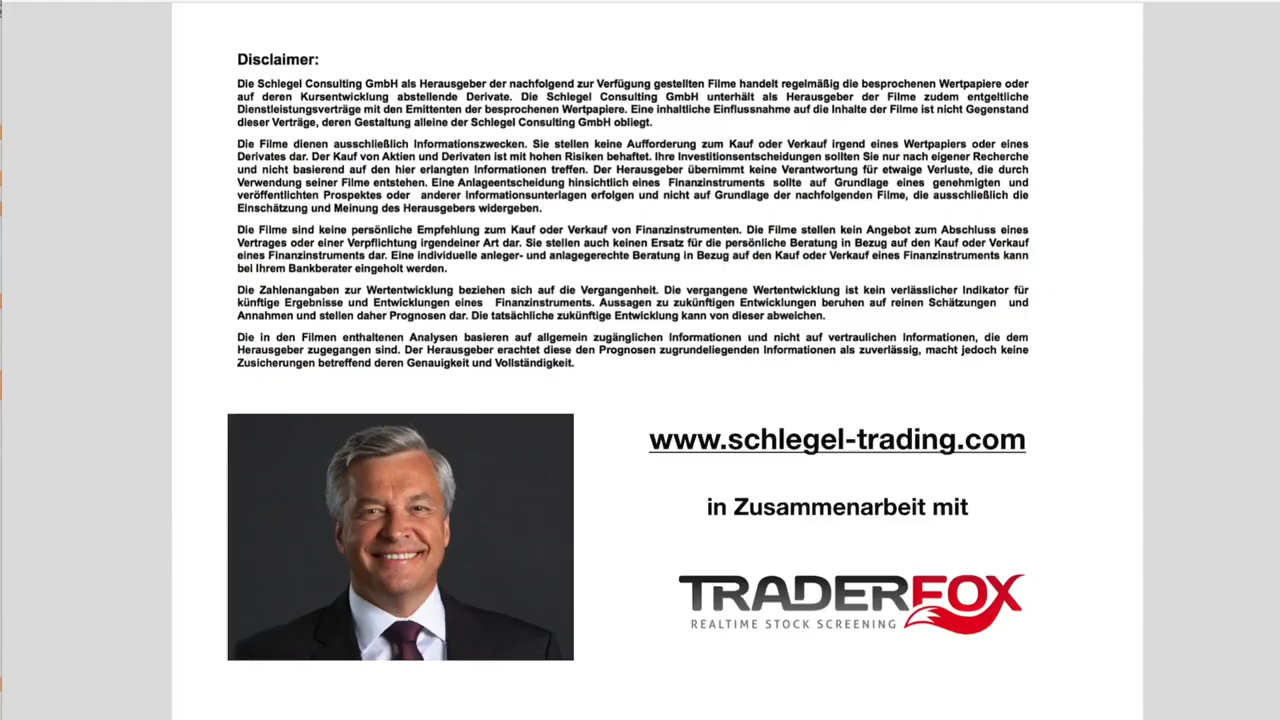 Disclaimer:
Die Schlegel Consulting GmbH als Herausgeber der nachfolgend zur Verfügung gestellten Filme handelt regelmäßig die besprochenen Wertpapiere oder
auf deren Kursentwicklung abstellende Derivate. Die Schlegel Consulting GmbH unterhält als Herausgeber der Filme zudem entgeltliche
Dienstleistungsverträge mit den Emittenten der besprochenen Wertpapiere. Eine inhaltliche Einflussnahme auf die Inhalte der Filme ist nicht Gegenstand
dieser Verträge, deren Gestaltung alleine der Schlegel Consulting GmbH obliegt.
Die Filme dienen ausschließlich Informationszwecken. Sie stellen keine Aufforderung zum Kauf oder Verkauf irgend eines Wertpapiers oder eines
Derivates dar. Der Kauf von Aktien und Derivaten ist mit hohen Risiken behaftet. Ihre Investitionsentscheidungen sollten Sie nur nach eigener Recherche
und nicht basierend auf den hier erlangten Informationen treffen. Der Herausgeber übernimmt keine Verantwortung für etwaige Verluste, die durch
Verwendung seiner Filme entstehen. Eine Anlageentscheidung hinsichtlich eines Finanzinstruments sollte auf Grundlage eines genehmigten und
veröffentlichten Prospektes oder anderer Informationsunterlagen erfolgen und nicht auf Grundlage der nachfolgenden Filme, die ausschließlich die
Einschätzung und Meinung des Herausgebers widergeben.
Die Filme sind keine persönliche Empfehlung zum Kauf oder Verkauf von Finanzinstrumenten. Die Filme stellen kein Angebot zum Abschluss eines
Vertrages oder einer Verpflichtung irgendeiner Art dar. Sie stellen auch keinen Ersatz für die persönliche Beratung in Bezug auf den Kauf oder Verkauf
eines Finanzinstruments dar. Eine individuelle anleger- und anlagegerechte Beratung in Bezug auf den Kauf oder Verkauf eines Finanzinstruments kann
bei Ihrem Bankberater eingeholt werden.
Die Zahlenangaben zur Wertentwicklung beziehen sich auf die Vergangenheit. Die vergangene Wertentwicklung ist kein verlässlicher Indikator für
künftige Ergebnisse und Entwicklungen eines Finanzinstruments. Aussagen zu zukünftigen Entwicklungen beruhen auf reinen Schätzungen und
Annahmen und stellen daher Prognosen dar. Die tatsächliche zukünftige Entwicklung kann von dieser abweichen.
Die in den Filmen enthaltenen Analysen basieren auf allgemein zugänglichen Informationen und nicht auf vertraulichen Informationen, die dem
Herausgeber zugegangen sind. Der Herausgeber erachtet diese den Prognosen zugrundeliegenden Informationen als zuverlässig, macht jedoch keine
Zusicherungen betreffend deren Genauigkeit und Vollständigkeit.
www.schlegel-trading.com
in Zusammenarbeit mit
TRADERFOX
REALTIME STOCK SCREENING